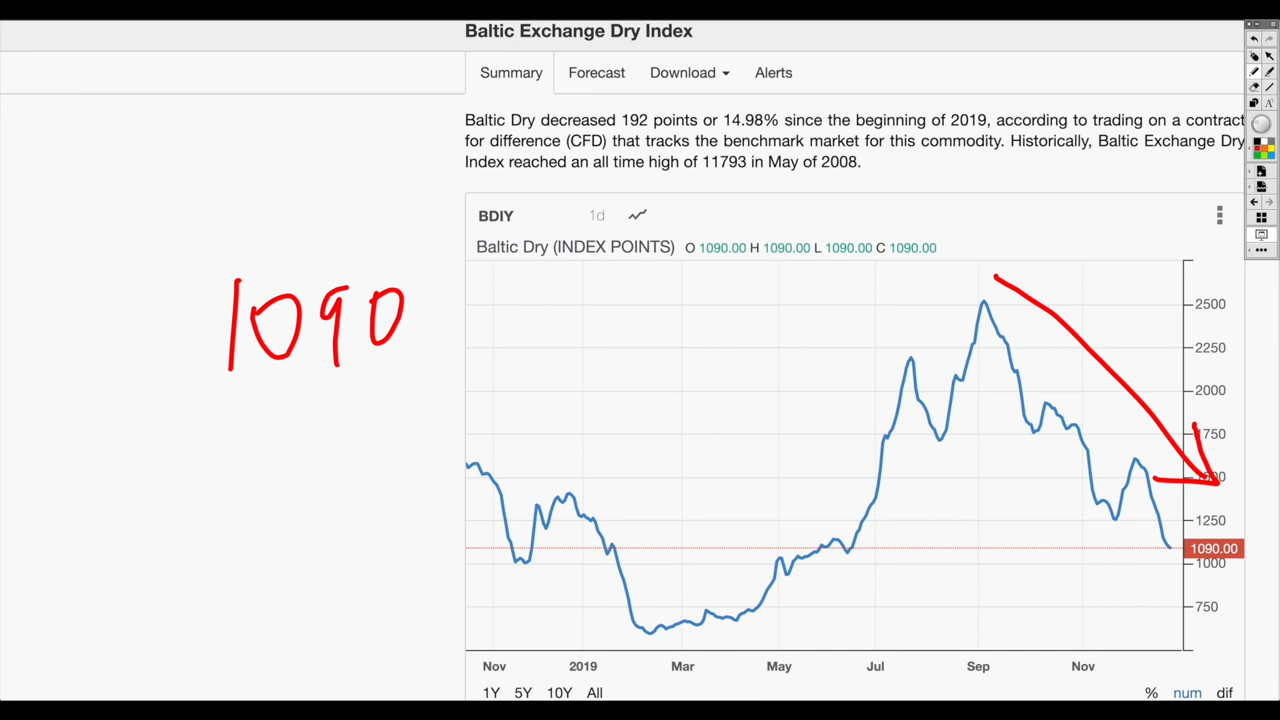 Baltic Exchange Dry Index
Summary Forecast Download Alerts
Baltic Dry decreased 192 points or 14.98% since the beginning of 2019, according to trading on a contract
for difference (CFD) that tracks the benchmark market for this commodity. Historically, Baltic Exchange Dry
Index reached an all time high of 11793 in May of 2008.
BDIY 1d
Baltic Dry (INDEX POINTS) O 1090.00 H 1090.00 L 1090.00 C 1090.00
1090
2500
2250
2000
1750
1500
1250
1090.00
1000
750
Nov 2019 Mar May Jul Sep Nov
1Y 5Y 10Y All % num dif